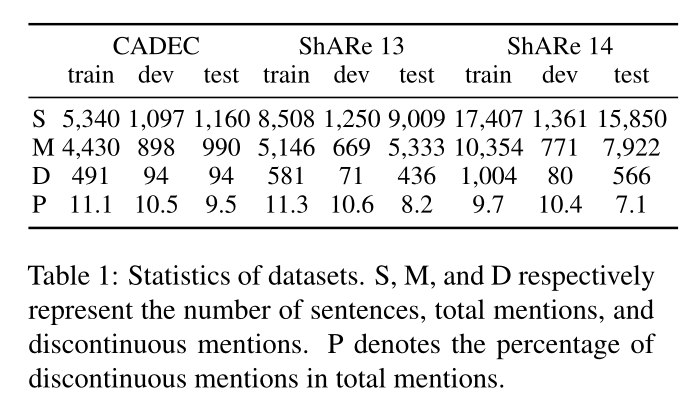 CADEC ShARe 13 ShARe 14
train dev test train dev test train dev test
S 5,340 1,097 1,160 8,508 1,250 9,009 17,407 1,361 15,850
M 4,430 898 990 5,146 669 5,333 10,354 771 7,922
D 491 94 94 581 71 436 1,004 80 566
P 11.1 10.5 9.5 11.3 10.6 8.2 9.7 10.4 7.1
Table 1: Statistics of datasets. S, M, and D respectively
represent the number of sentences, total mentions, and
discontinuous mentions. P denotes the percentage of
discontinuous mentions in total mentions.